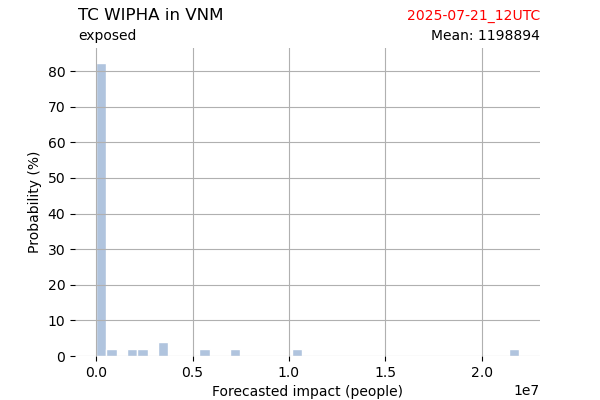 TC WIPHA in VNM
2025-07-21_12UTC
exposed
Mean: 1198894
80
70
60
50
40
30
20
10
0
Probability (%)
0.0 0.5 1.0 1.5 2.0
1e7
Forecasted impact (people)